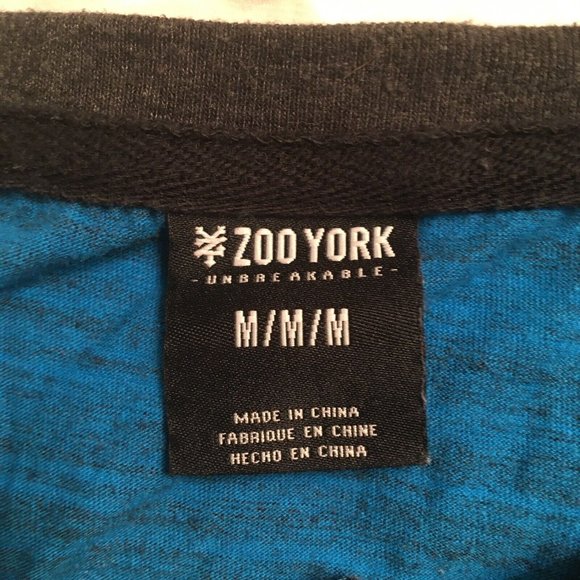 ZOO YORK
-UNBREAKABLE-
M/M/M
MADE IN CHINA
FABRIQUE EN CHINE
HECHO EN CHINA